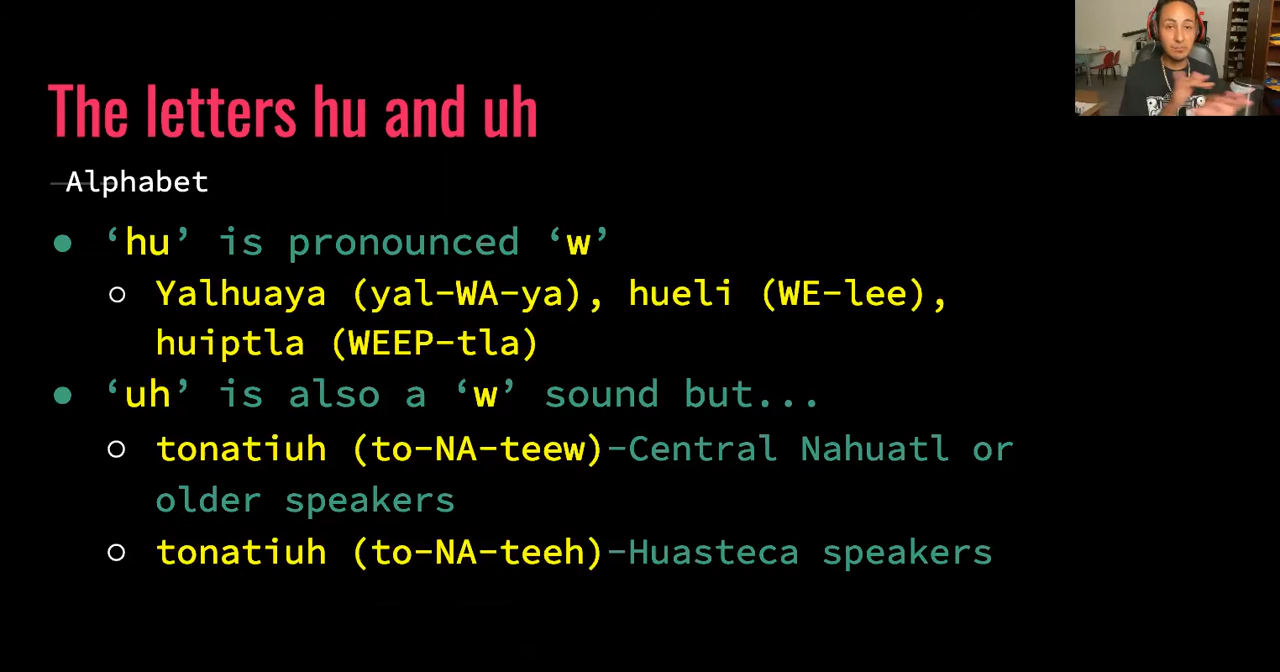 The letters hu and uh
Alphabet
● ‘hu’ is pronounced ‘w’
○ Yalhuaya (yal-WA-ya), hueli (WE-lee),
huiptla (WEEP-tla)
● ‘uh’ is also a ‘w’ sound but...
○ tonatiuh (to-NA-teew)-Central Nahuatl or
older speakers
○ tonatiuh (to-NA-teeh)-Huasteca speakers